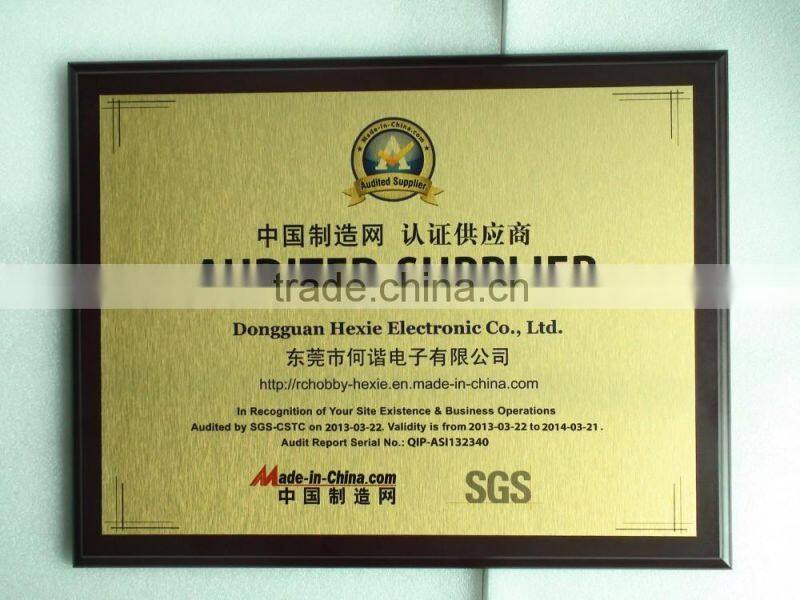 Made-in-China.com
Audited Supplier
中国制造网 认证供应商
AUDITED SUPPLIER
trade.china.cn
Dongguan Hexie Electronic Co., Ltd.
东莞市何谐电子有限公司
http://rchobby-hexie.en.made-in-china.com
In Recognition of Your Site Existence & Business Operations
Audited by SGS-CSTC on 2013-03-22. Validity is from 2013-03-22 to 2014-03-21.
Audit Report Serial No.: QIP-ASI132340
Made-in-China.com
中国制造网
SGS